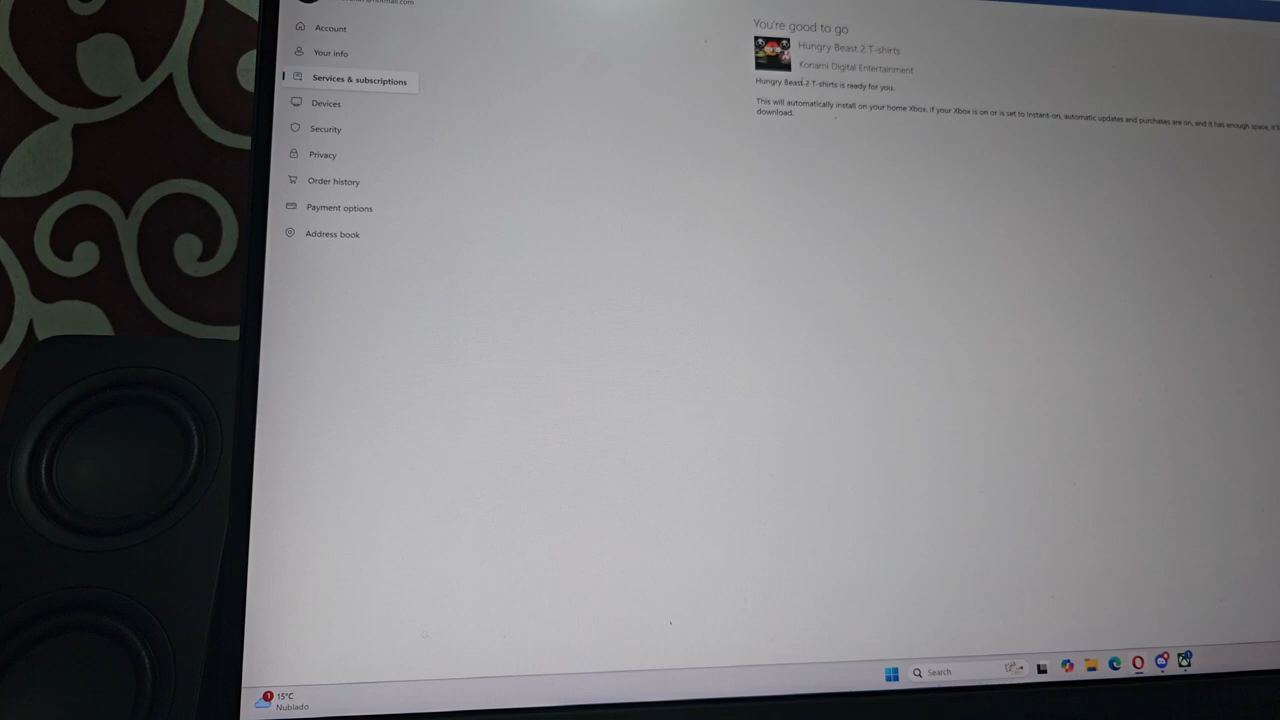 Account
Your info
Services & subscriptions
Devices
Security
Privacy
Order history
Payment options
Address book
You're good to go
Hungry Beast 2 T-shirts
Konami Digital Entertainment
Hungry Beast 2 T-shirts is ready for you.
This will automatically install on your home Xbox, if your Xbox is on or is set to Instant-on, automatic updates and purchases are on, and it has enough space. It'll
download.
Search
1
15°C
Nublado